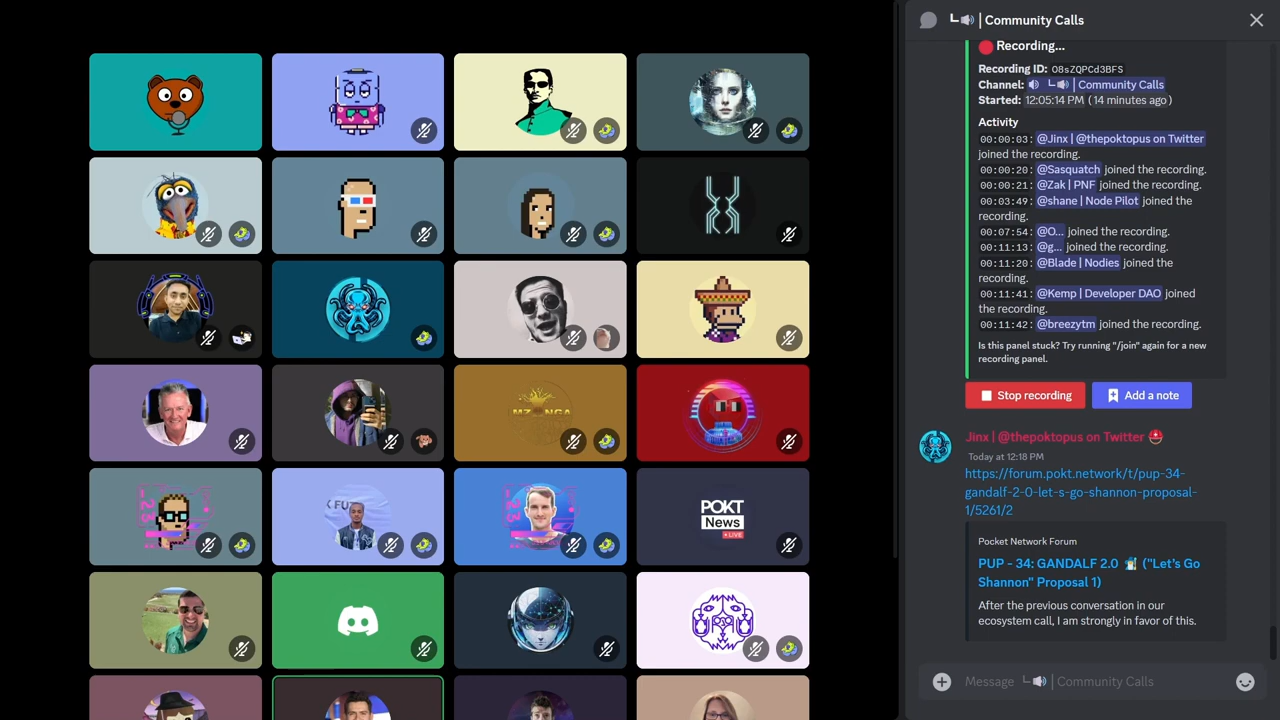 └🔊 | Community Calls
Recording...
Recording ID: O8sZQPCd3BFS
Channel: 🔊 └🔊 | Community Calls
Started: 12:05:14 PM (14 minutes ago)
Activity
00:00:03: @Jinx | @thepoktopus on Twitter
joined the recording.
00:00:20: @Sasquatch joined the recording.
00:00:21: @Zak | PNF joined the recording.
00:03:49: @shane | Node Pilot joined the
recording.
00:07:54: @O... joined the recording.
00:11:13: @g... joined the recording.
00:11:20: @Blade | Nodies joined the
recording.
00:11:41: @Kemp | Developer DAO joined
the recording.
00:11:42: @breezytm joined the recording.
Is this panel stuck? Try running "/join" again for a new
recording panel.
Stop recording
Add a note
Jinx | @thepoktopus on Twitter
Today at 12:18 PM
https://forum.pokt.network/t/pup-34-
gandalf-2-0-let-s-go-shannon-proposal-
1/5261/2
Pocket Network Forum
PUP - 34: GANDALF 2.0 🧙 ("Let's Go
Shannon" Proposal 1)
After the previous conversation in our
ecosystem call, I am strongly in favor of this.
Message └🔊 | Community Calls
MZONGA
POKT
News
LIVE